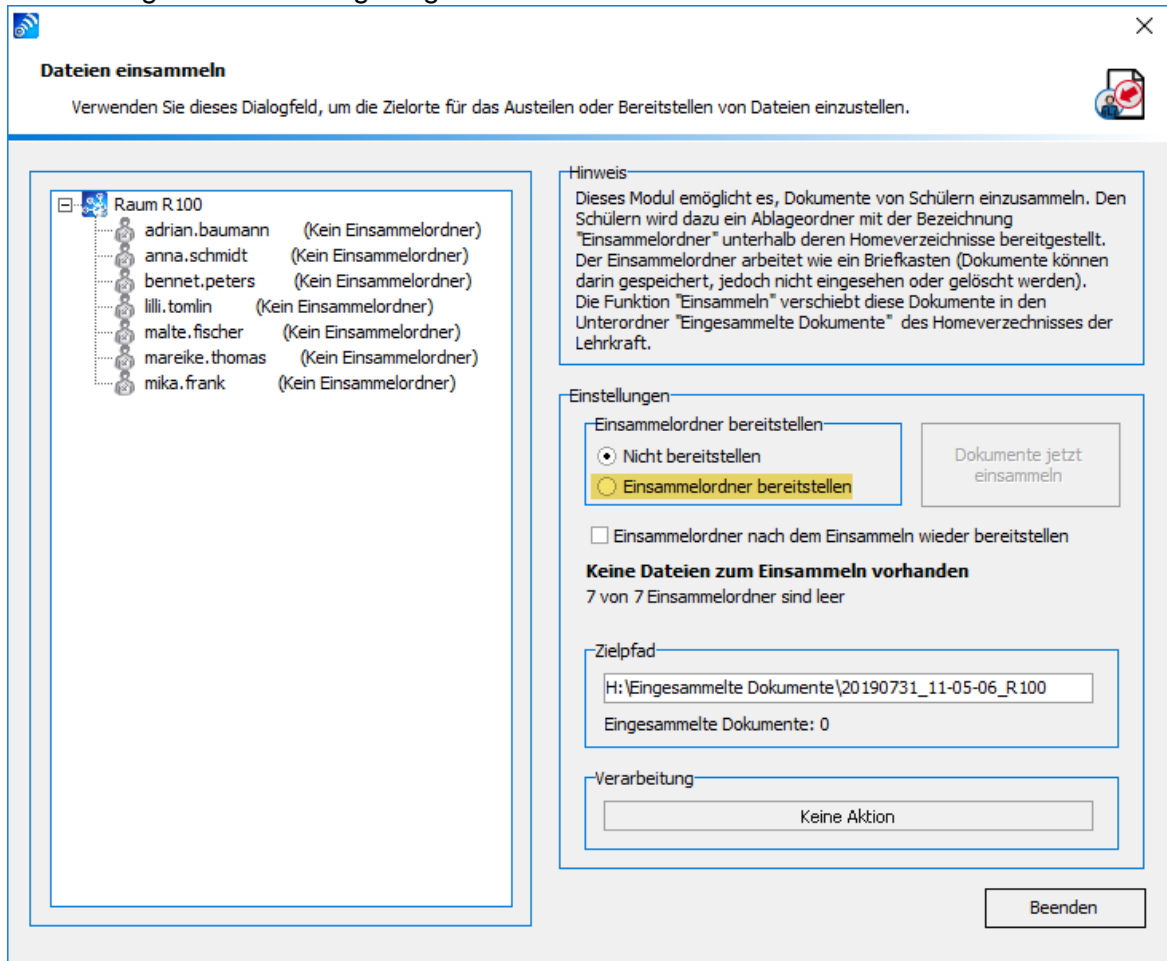 Dateien einsammeln
Verwenden Sie dieses Dialogfeld, um die Zielorte für das Austeilen oder Bereitstellen von Dateien einzustellen.
Raum R100
adrian.baumann (Kein Einsammelordner)
anna.schmidt (Kein Einsammelordner)
bennet.peters (Kein Einsammelordner)
lilli.tomlin (Kein Einsammelordner)
malte.fischer (Kein Einsammelordner)
mareike.thomas (Kein Einsammelordner)
mika.frank (Kein Einsammelordner)
Hinweis
Dieses Modul emöglicht es, Dokumente von Schülern einzusammeln. Den
Schülern wird dazu ein Ablageordner mit der Bezeichnung
"Einsammelordner" unterhalb deren Homeverzeichnisse bereitgestellt.
Der Einsammelordner arbeitet wie ein Briefkasten (Dokumente können
darin gespeichert, jedoch nicht eingesehen oder gelöscht werden).
Die Funktion "Einsammeln" verschiebt diese Dokumente in den
Unterordner "Eingesammelte Dokumente" des Homeverzechnisses der
Lehrkraft.
Einstellungen
Einsammelordner bereitstellen
Nicht bereitstellen
Einsammelordner bereitstellen
Dokumente jetzt
einsammeln
Einsammelordner nach dem Einsammeln wieder bereitstellen
Keine Dateien zum Einsammeln vorhanden
7 von 7 Einsammelordner sind leer
Zielpfad
H:\Eingesammelte Dokumente\20190731_11-05-06_R100
Eingesammelte Dokumente: 0
Verarbeitung
Keine Aktion
Beenden